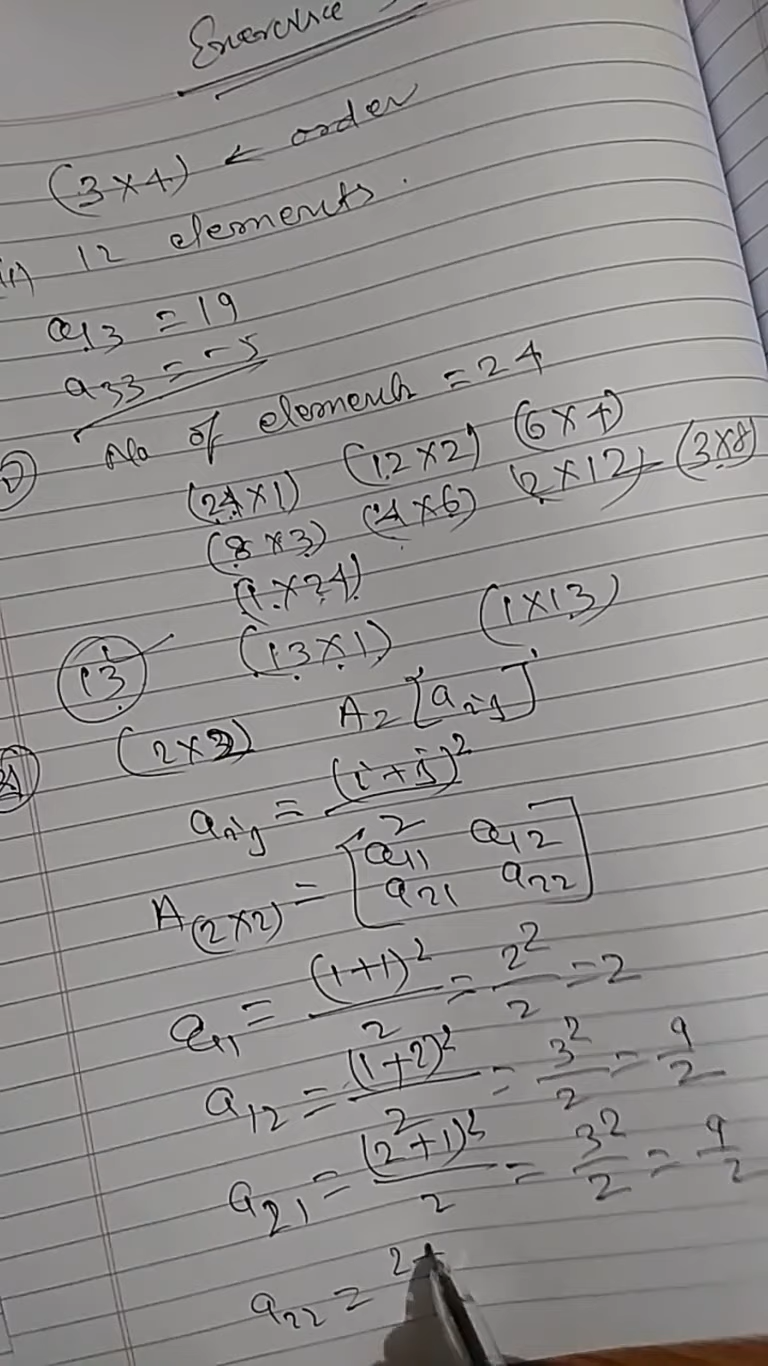 Exercise
(3×4) ← order
(ii) 12 elements.
a₁₃ = 19
a₃₃ = -5
No of elements = 24
(24×1) (12×2) (6×4)
(8×3) (4×6) (2×12) (3×8)
(1×24)
13 (13×1) (1×13)
(2×2) A = [aᵢⱼ]
aᵢⱼ = (i+j)²/2
A(2×2) = [a₁₁ a₁₂
a₂₁ a₂₂]
a₁₁ = (1+1)²/2 = 2²/2 = 2
a₁₂ = (1+2)²/2 = 3²/2 = 9/2
a₂₁ = (2+1)²/2 = 3²/2 = 9/2
a₂₂ = 2+